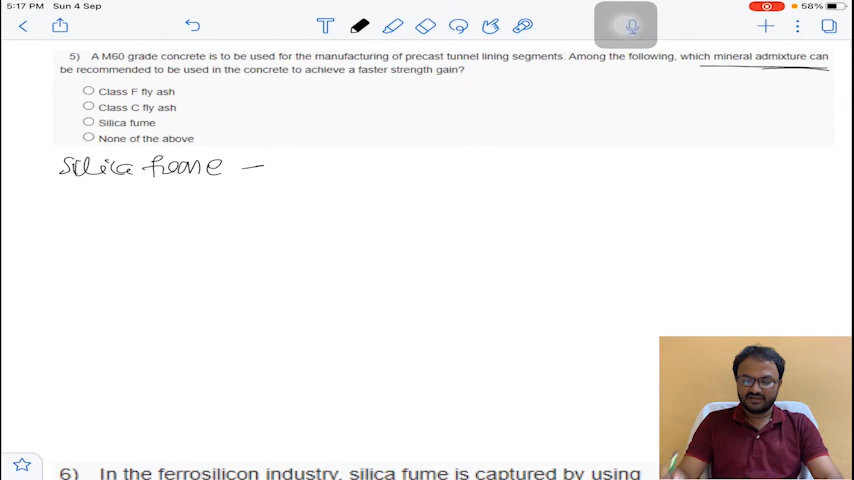 5:17 PM Sun 4 Sep
58%
T
5) A M60 grade concrete is to be used for the manufacturing of precast tunnel lining segments. Among the following, which mineral admixture can
be recommended to be used in the concrete to achieve a faster strength gain?
Class F fly ash
Class C fly ash
Silica fume
None of the above
Silica fume —
6) In the ferrosilicon industry, silica fume is captured by using